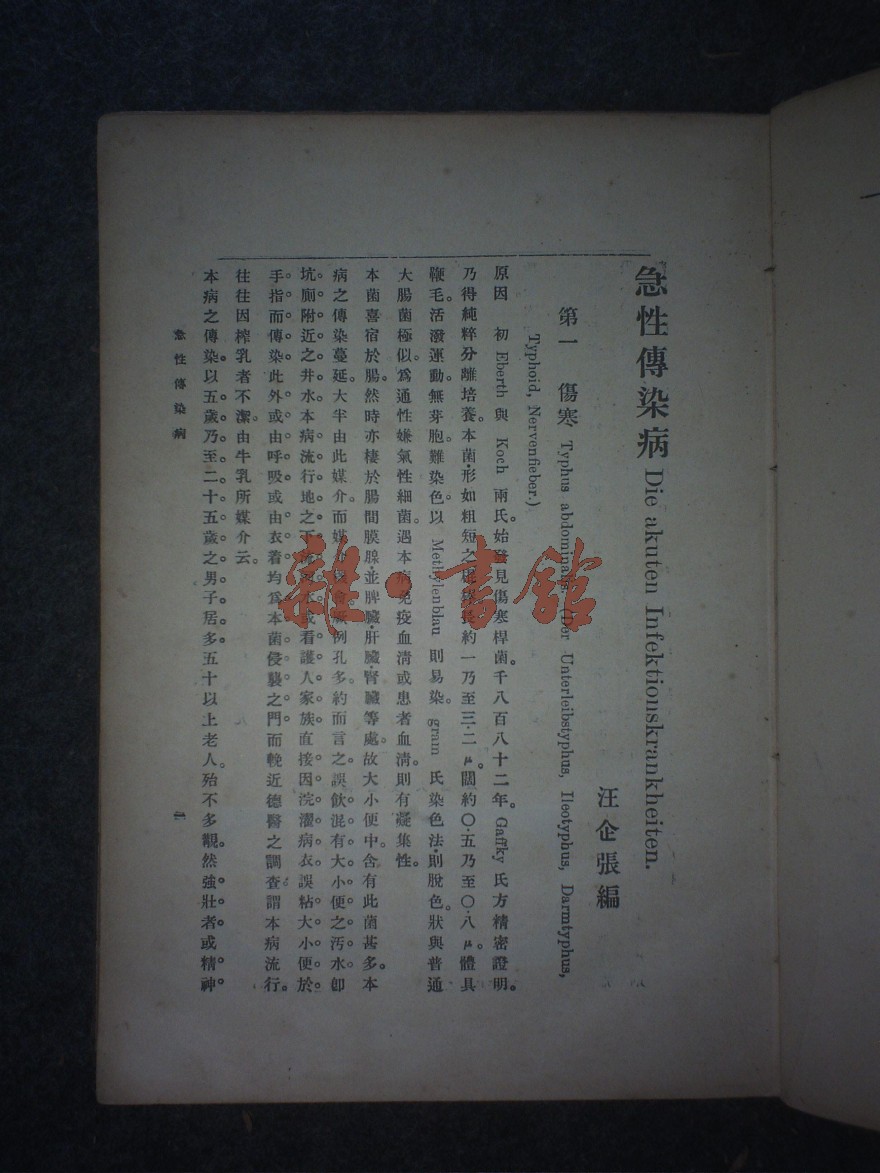 急性傳染病 Die akuten Infektionskrankheiten.
汪企張編
第一 傷寒 Typhus abdominalis. (Der Unterleibstyphus, Ileotyphus, Darmtyphus,
Typhoid, Nervenfieber.)
原因 初 Eberth 與 Koch 兩氏。始發見傷寒桿菌。千八百八十二年。Gaffky 氏方精密證明。
乃得純粹分離培養。本菌形如粗短之桿。長約一乃至三·二μ。闊約〇·五乃至〇·八μ。體具
鞭毛。活潑運動。無芽胞。難染色。以 Methylenblau 則易染。gram 氏染色法。則脫色。狀與普通
大腸菌極似。爲通性嫌氣性細菌。遇本病免疫血清或患者血清。則有凝集性。
本菌喜宿於腸。然時亦棲於腸間膜腺·並脾臟·肝臟·腎臟等處。故大小便中。含有此菌甚多。本
病之傳染蔓延。大半由此媒介。而媒介 例孔多。約而言之。誤飲混有大小便之污水。卽
坑厠附近之井水。本病流行地之下 水。或看護人家族直接因浣濯病衣。誤粘大小便於
手指而傳染。此外或由呼吸。或由衣着。均爲本菌侵襲之門。而輓近德醫之調查。謂本病流行。
往往因榨乳者不潔。由牛乳所媒介云。
本病之傳染。以五歲乃至二十五歲之男子居多。五十以上老人。殆不多覯。然強壯者或精神
急性傳染病
一
雜·書館